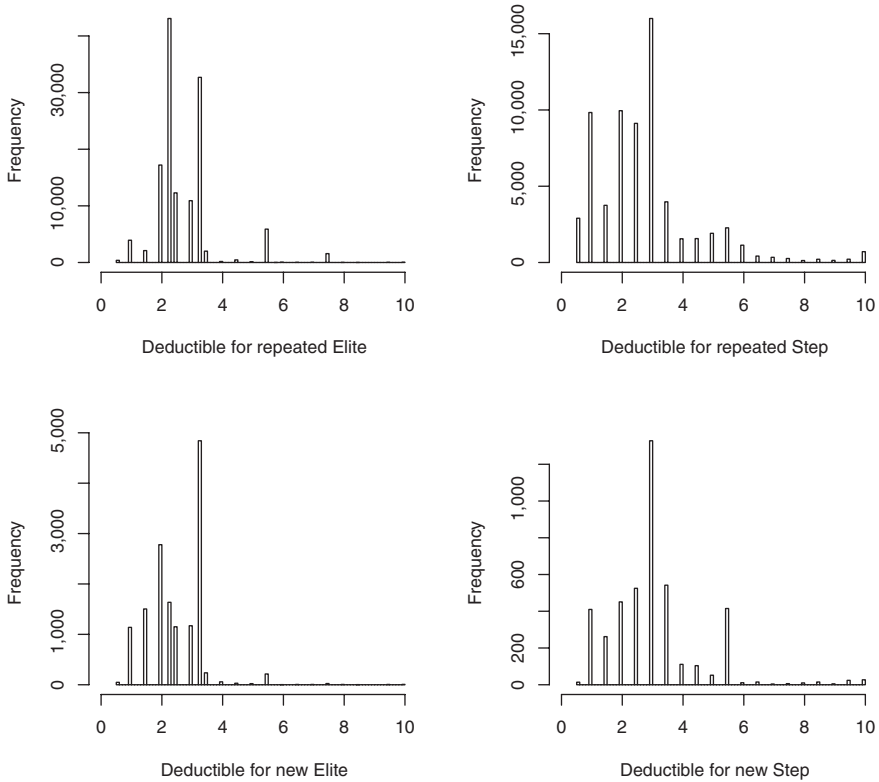 Frequency
30,000
10,000
0
0 2 4 6 8 10
Deductible for repeated Elite
Frequency
15,000
10,000
5,000
0
0 2 4 6 8 10
Deductible for repeated Step
Frequency
5,000
3,000
1,000
0
0 2 4 6 8 10
Deductible for new Elite
Frequency
1,000
600
200
0
0 2 4 6 8 10
Deductible for new Step